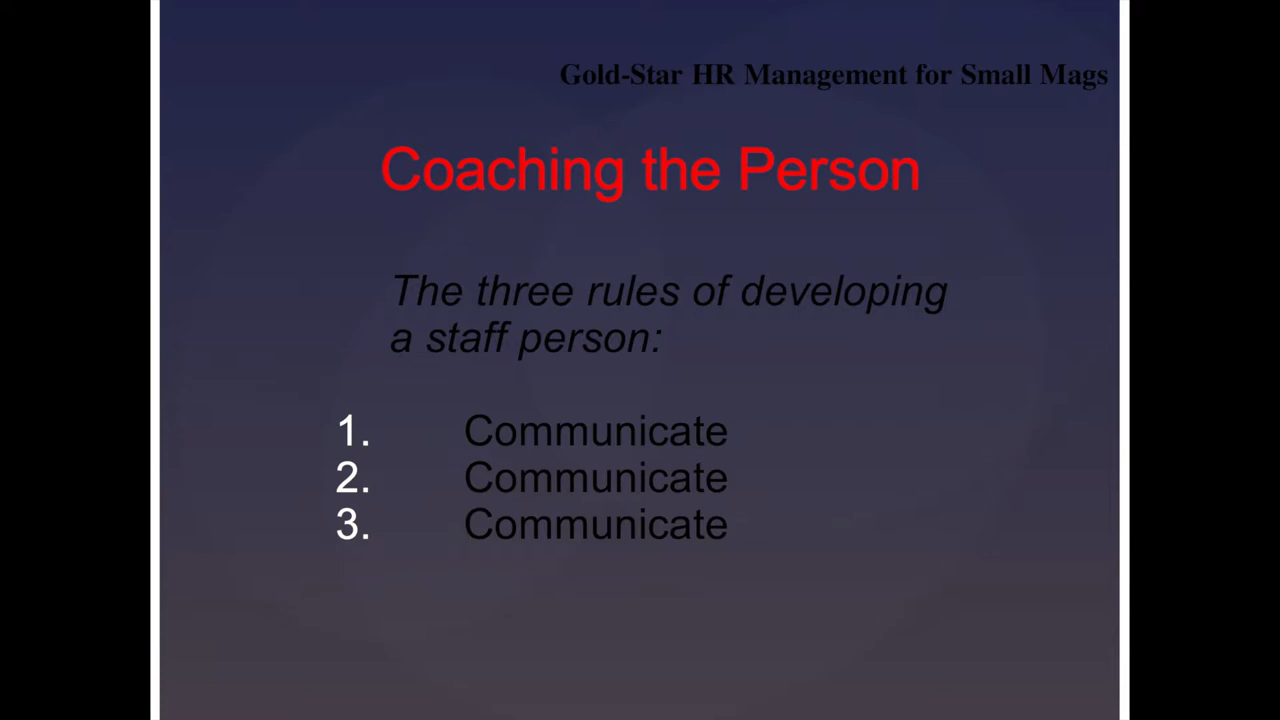 Gold-Star HR Management for Small Mags
Coaching the Person
The three rules of developing
a staff person:
1. Communicate
2. Communicate
3. Communicate